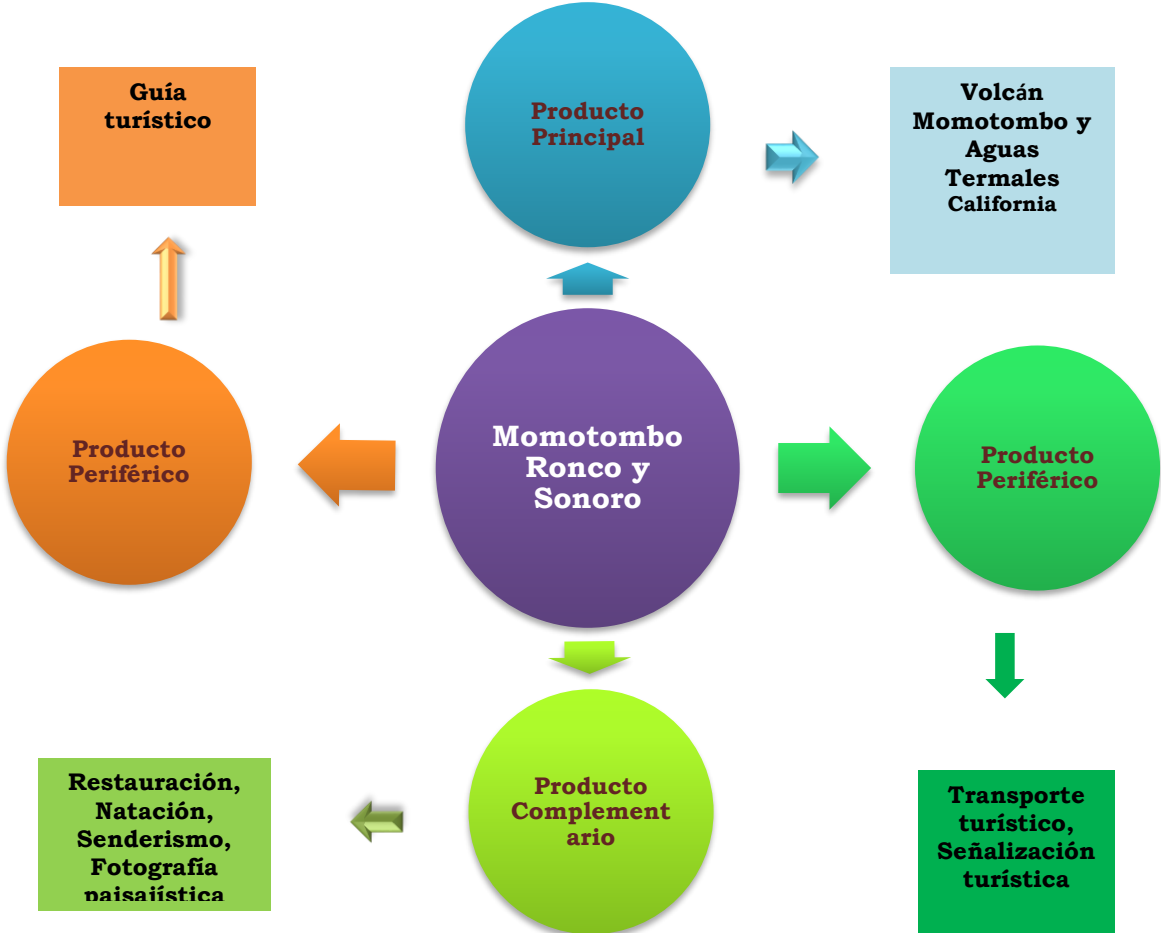 Guía
turístico
Producto
Principal
Volcán
Momotombo y
Aguas
Termales
California
Producto
Periférico
Momotombo
Ronco y
Sonoro
Producto
Periférico
Restauración,
Natación,
Senderismo,
Fotografía
paisajística
Producto
Complement
ario
Transporte
turístico,
Señalización
turística